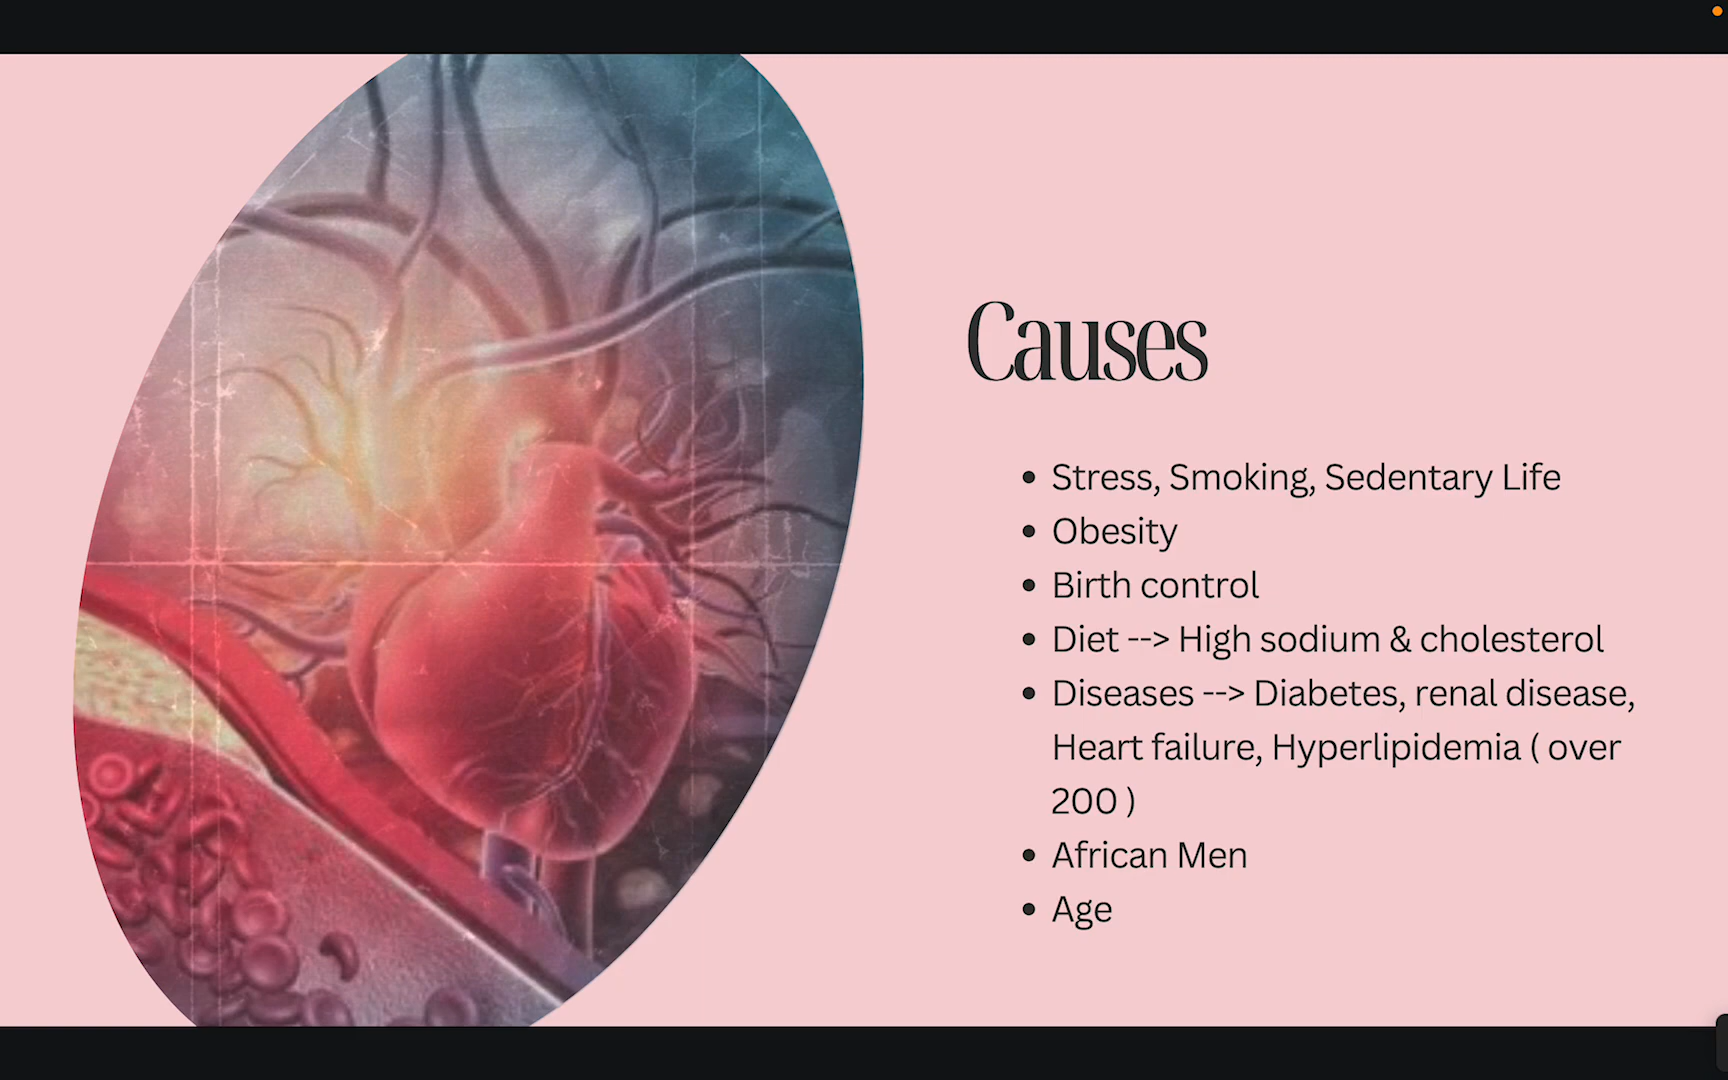 Causes
• Stress, Smoking, Sedentary Life
• Obesity
• Birth control
• Diet --> High sodium & cholesterol
• Diseases --> Diabetes, renal disease,
Heart failure, Hyperlipidemia ( over
200 )
• African Men
• Age